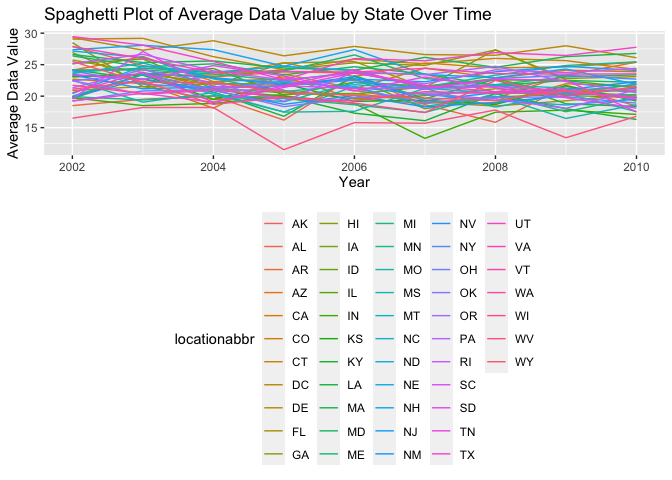 Spaghetti Plot of Average Data Value by State Over Time
Average Data Value
30
25
20
15
2002 2004 2006 2008 2010
Year
locationabbr
AK HI MI NV UT
AL IA MN NY VA
AR ID MO OH VT
AZ IL MS OK WA
CA IN MT OR WI
CO KS NC PA WV
CT KY ND RI WY
DC LA NE SC
DE MA NH SD
FL MD NJ TN
GA ME NM TX